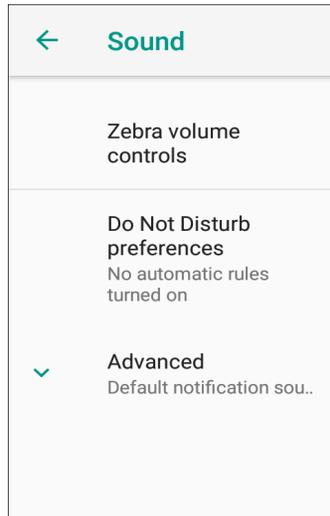 Sound
Zebra volume
controls
Do Not Disturb
preferences
No automatic rules
turned on
Advanced
Default notification sou..